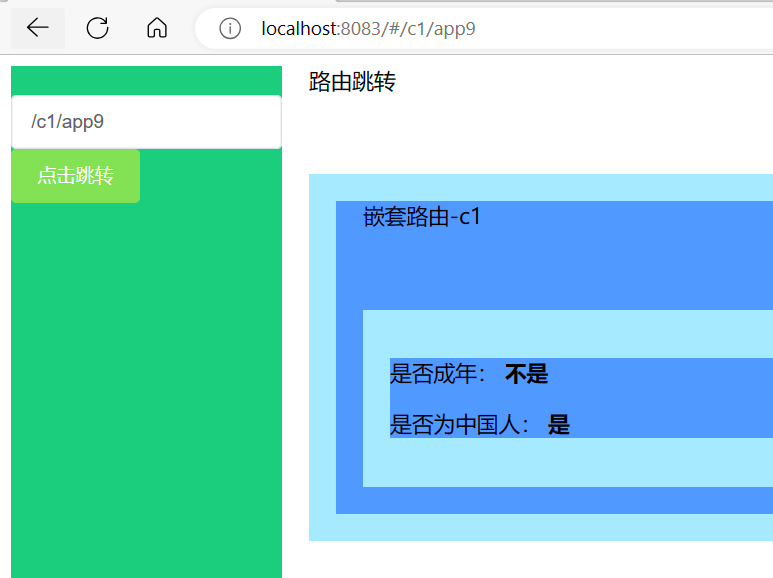 localhost:8083/#/c1/app9
/c1/app9
点击跳转
路由跳转
嵌套路由-c1
是否成年： 不是
是否为中国人： 是